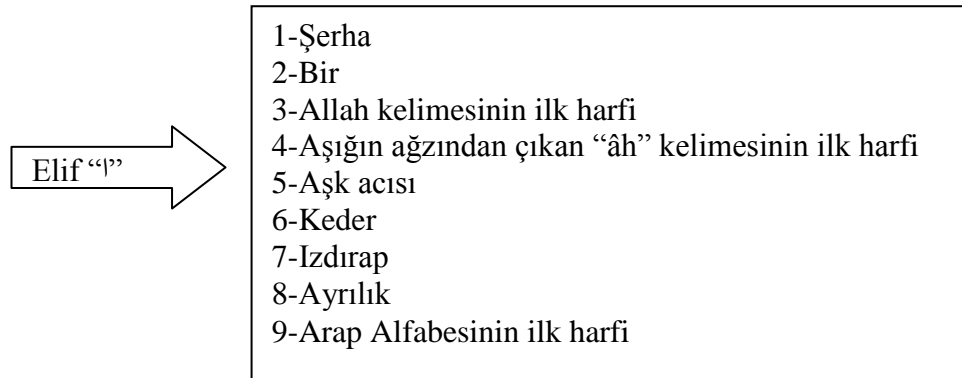 Elif “ا”
1-Şerha
2-Bir
3-Allah kelimesinin ilk harfi
4-Aşığın ağzından çıkan “âh” kelimesinin ilk harfi
5-Aşk acısı
6-Keder
7-Izdırap
8-Ayrılık
9-Arap Alfabesinin ilk harfi